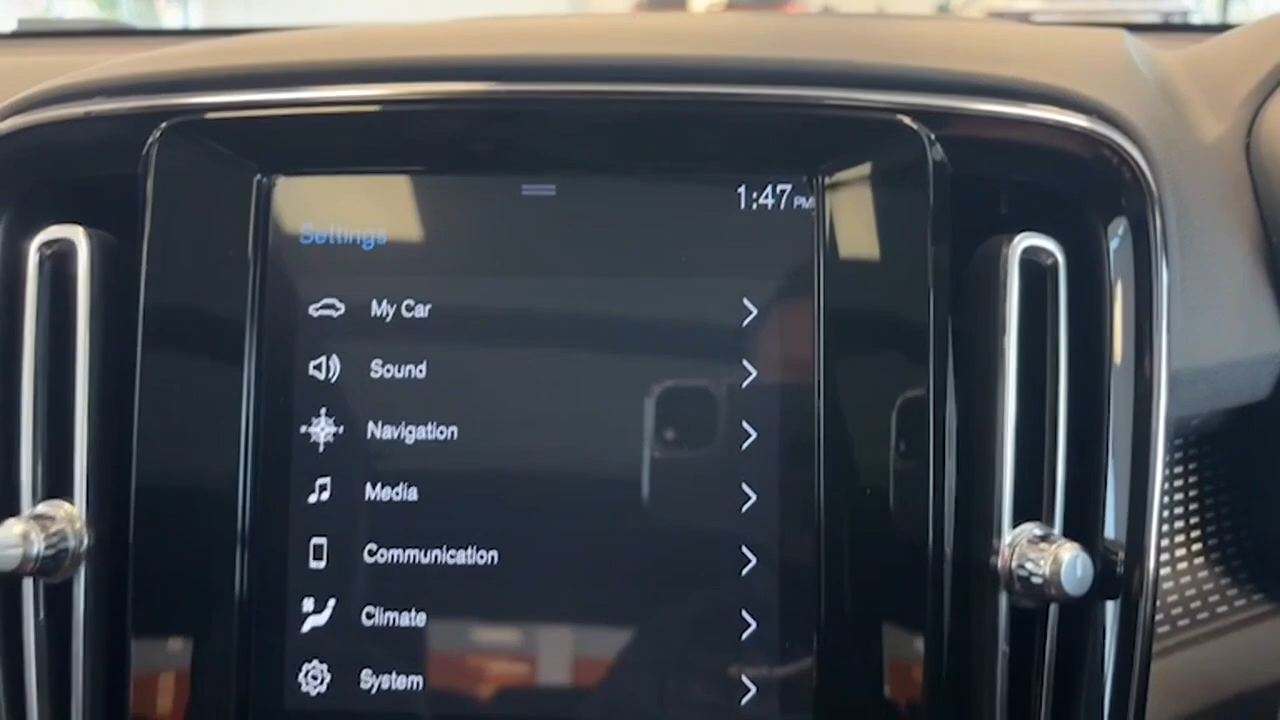 1:47 PM
Settings
My Car
Sound
Navigation
Media
Communication
Climate
System